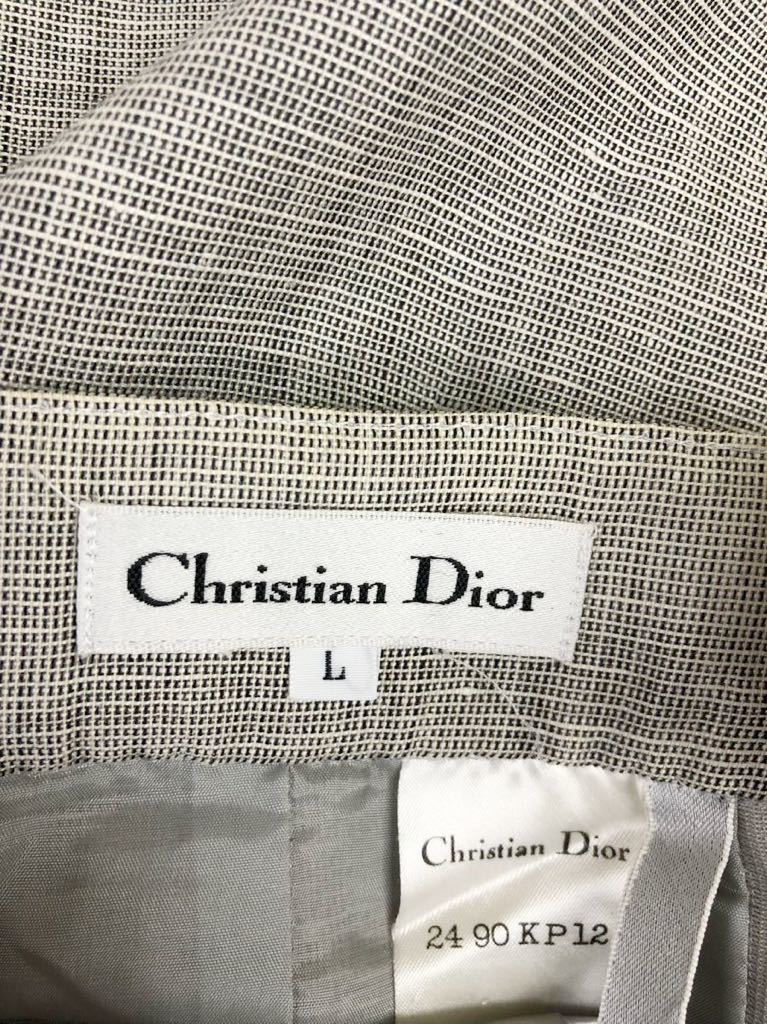 Christian Dior
L
Christian Dior
24 90 KP12